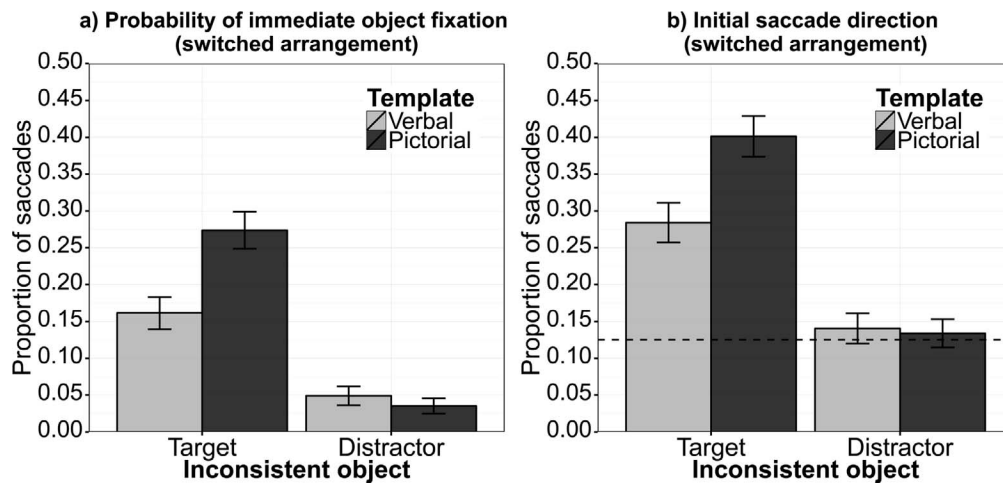 a) Probability of immediate object fixation
(switched arrangement)
Proportion of saccades
0.50
0.45
0.40
0.35
0.30
0.25
0.20
0.15
0.10
0.05
0.00
Template
Verbal
Pictorial
Target Distractor
Inconsistent object
b) Initial saccade direction
(switched arrangement)
Proportion of saccades
0.50
0.45
0.40
0.35
0.30
0.25
0.20
0.15
0.10
0.05
0.00
Template
Verbal
Pictorial
Target Distractor
Inconsistent object